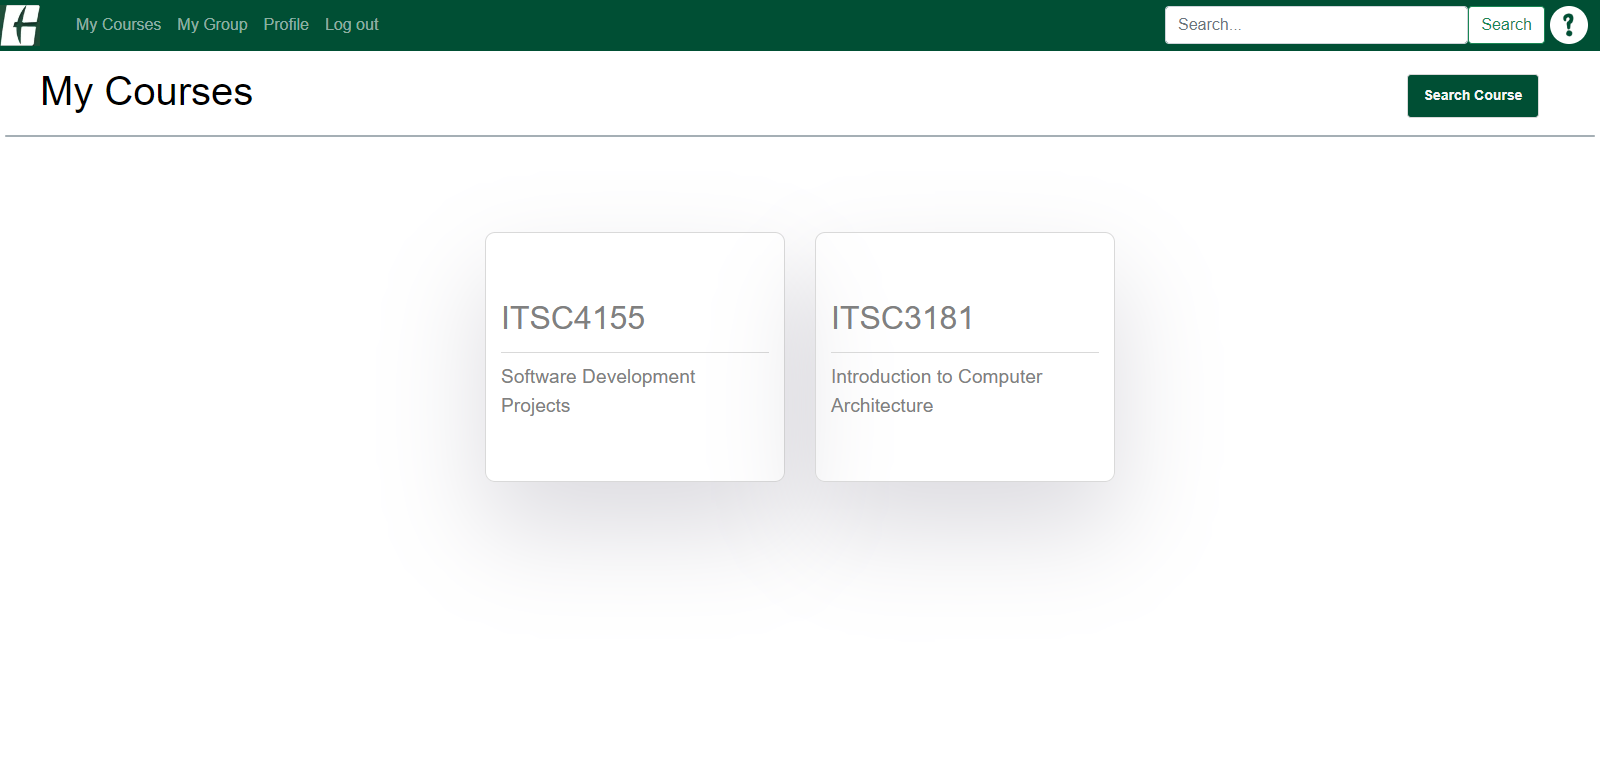 My Courses My Group Profile Log out Search... Search ?
My Courses
Search Course
ITSC4155
Software Development
Projects
ITSC3181
Introduction to Computer
Architecture